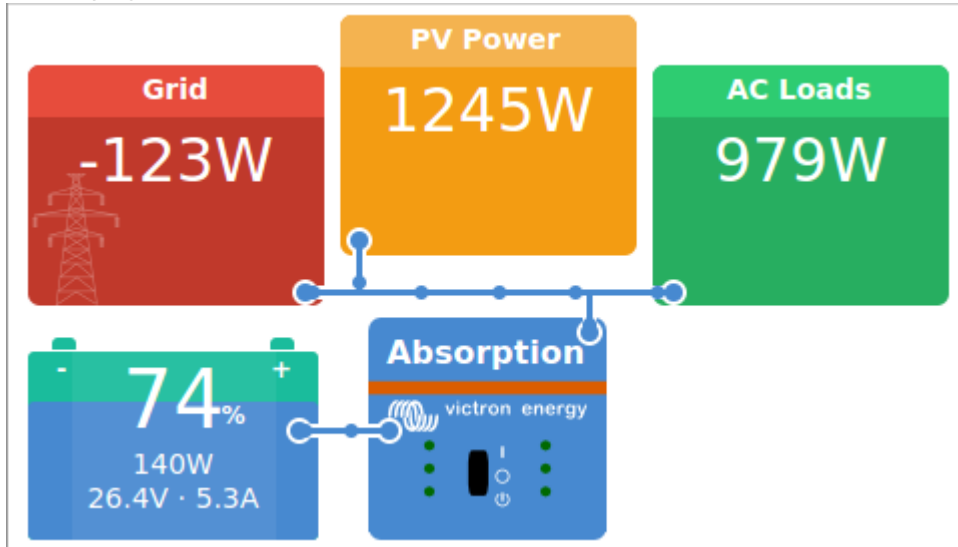 PV Power
1245W
Grid
-123W
AC Loads
979W
- +
74%
140W
26.4V · 5.3A
Absorption
victron energy
I